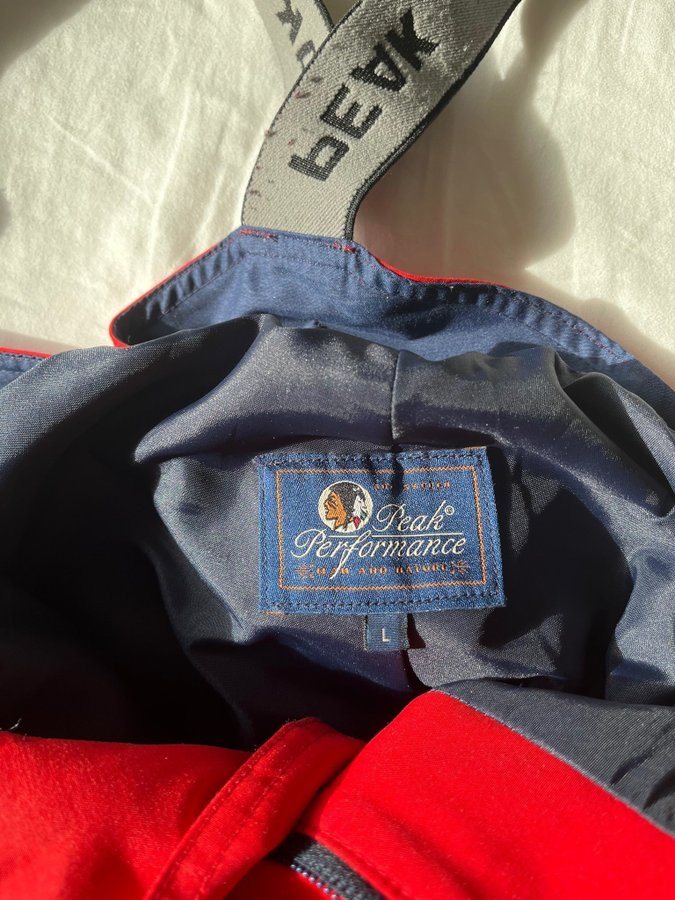 PEAK
Peak®
Performance
MAN AND NATURE
L